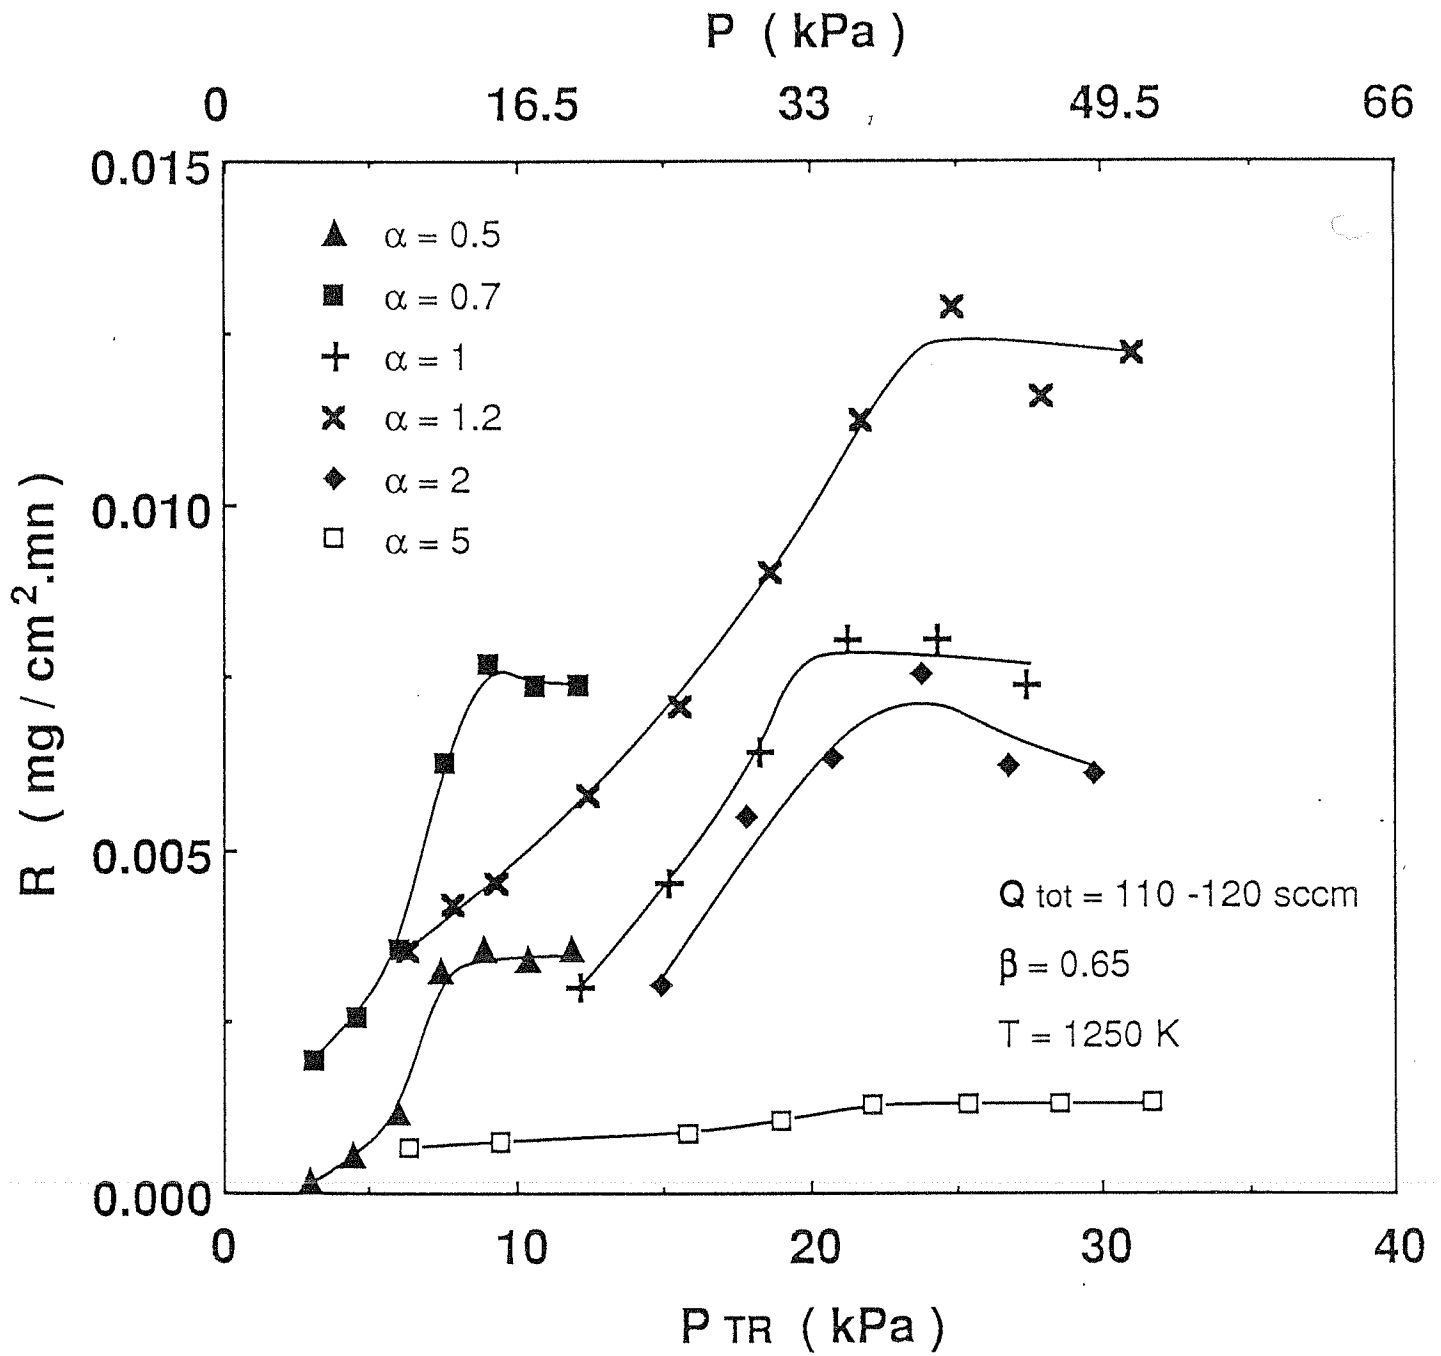 P ( kPa )
0 16.5 33 49.5 66
0.015
α = 0.5
α = 0.7
α = 1
α = 1.2
α = 2
α = 5
0.010
R ( mg / cm².mn )
0.005
Q tot = 110 -120 sccm
β = 0.65
T = 1250 K
0.000
0 10 20 30 40
P TR ( kPa )